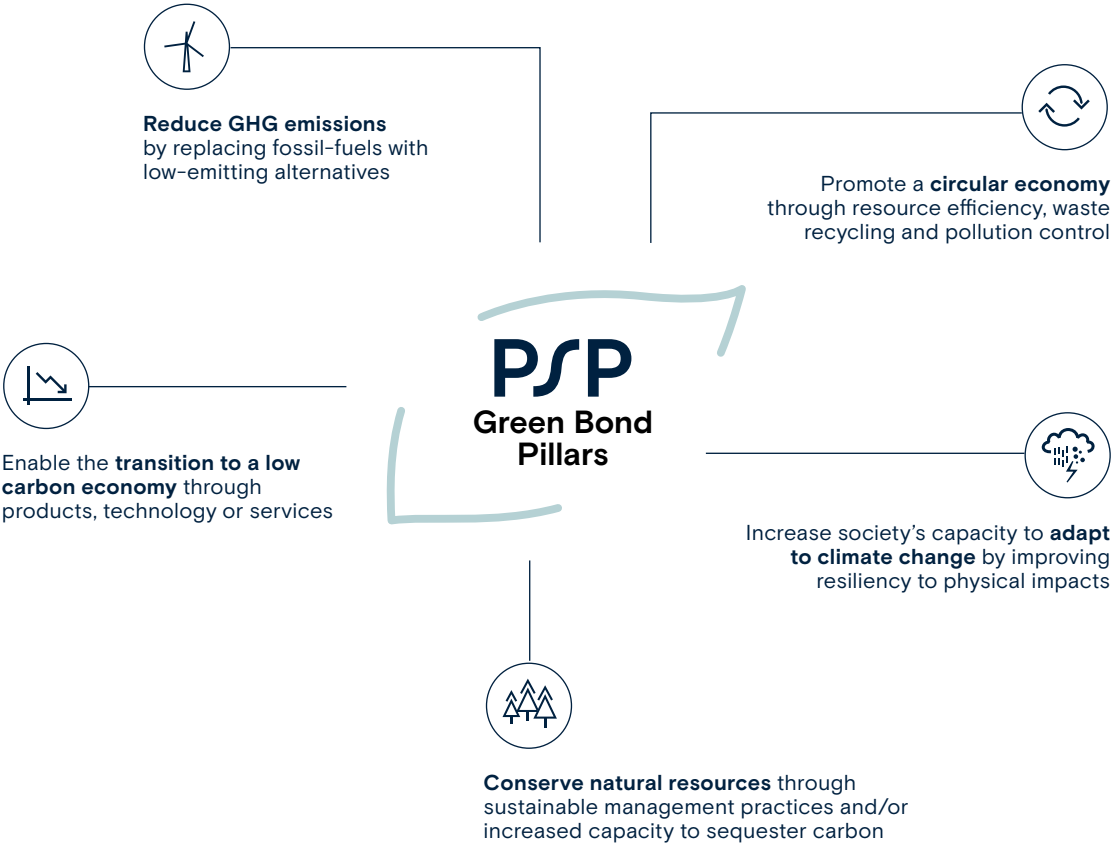 Reduce GHG emissions
by replacing fossil-fuels with
low-emitting alternatives
Promote a circular economy
through resource efficiency, waste
recycling and pollution control
PSP
Green Bond
Pillars
Enable the transition to a low
carbon economy through
products, technology or services
Increase society’s capacity to adapt
to climate change by improving
resiliency to physical impacts
Conserve natural resources through
sustainable management practices and/or
increased capacity to sequester carbon